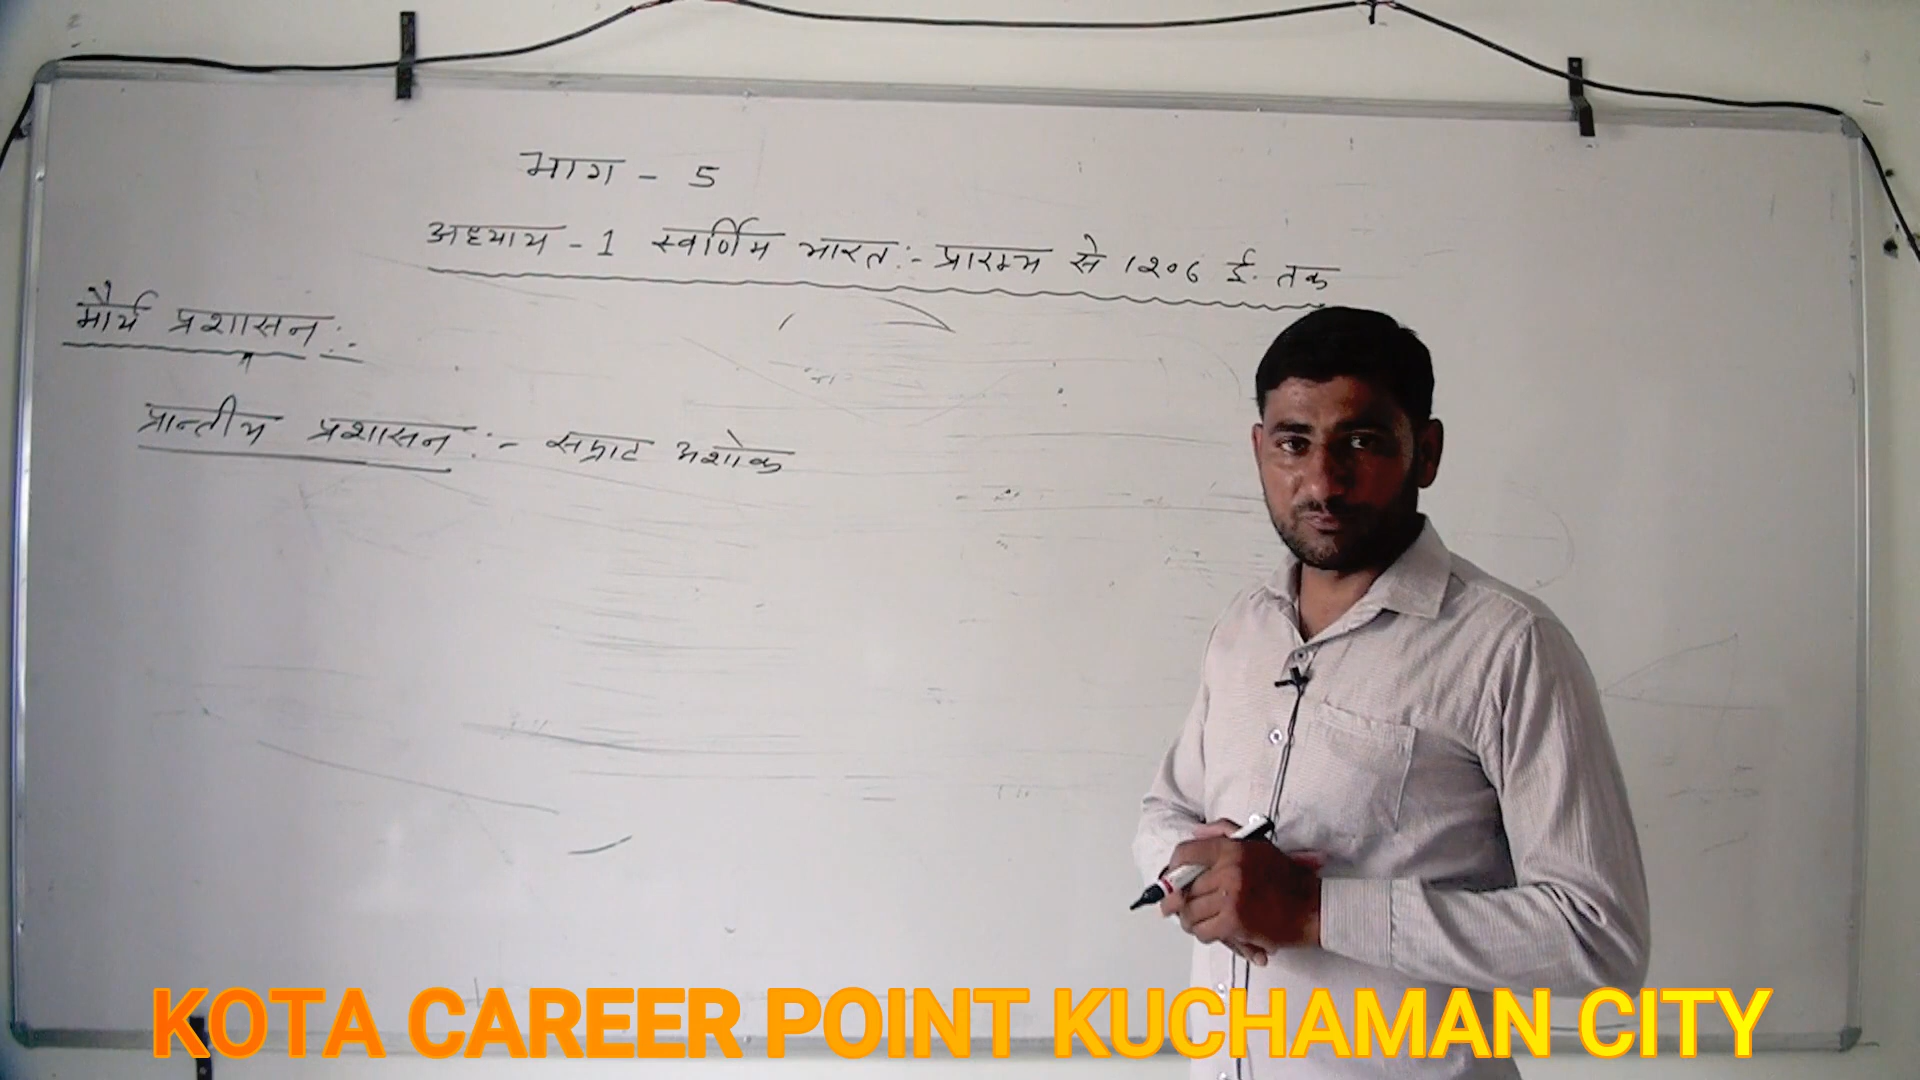 भाग - 5
अध्याय - 1 स्वर्णिम भारत :- प्रारम्भ से 1206 ई. तक
मौर्य प्रशासन :-
प्रान्तीय प्रशासन :- सम्राट अशोक
KOTA CAREER POINT KUCHAMAN CITY